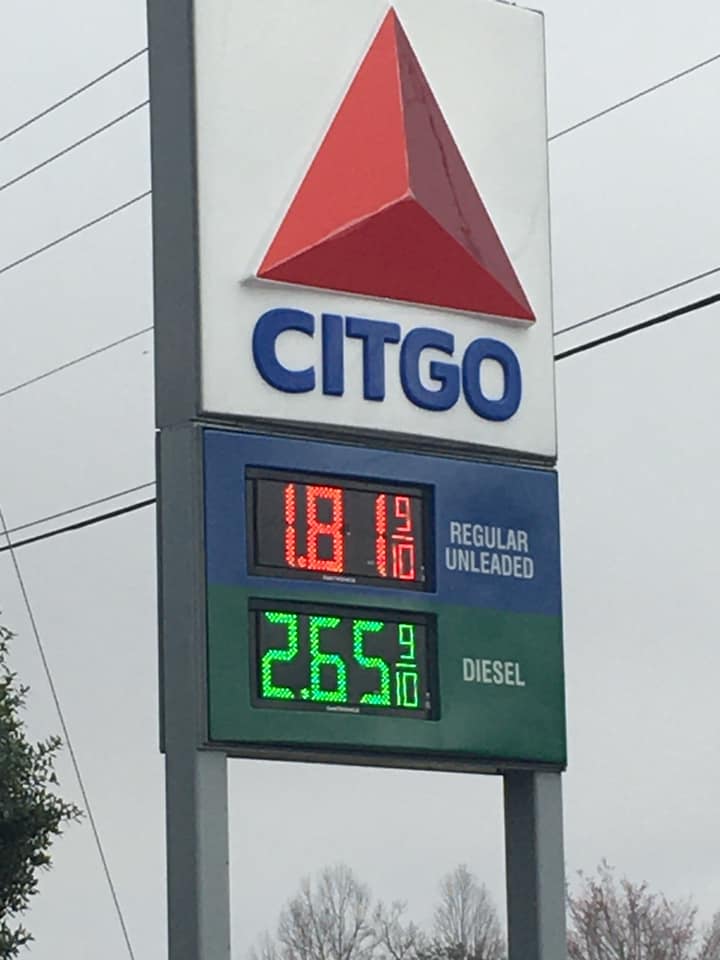 CITGO
1.81 9/10
REGULAR
UNLEADED
2.65 9/10
DIESEL